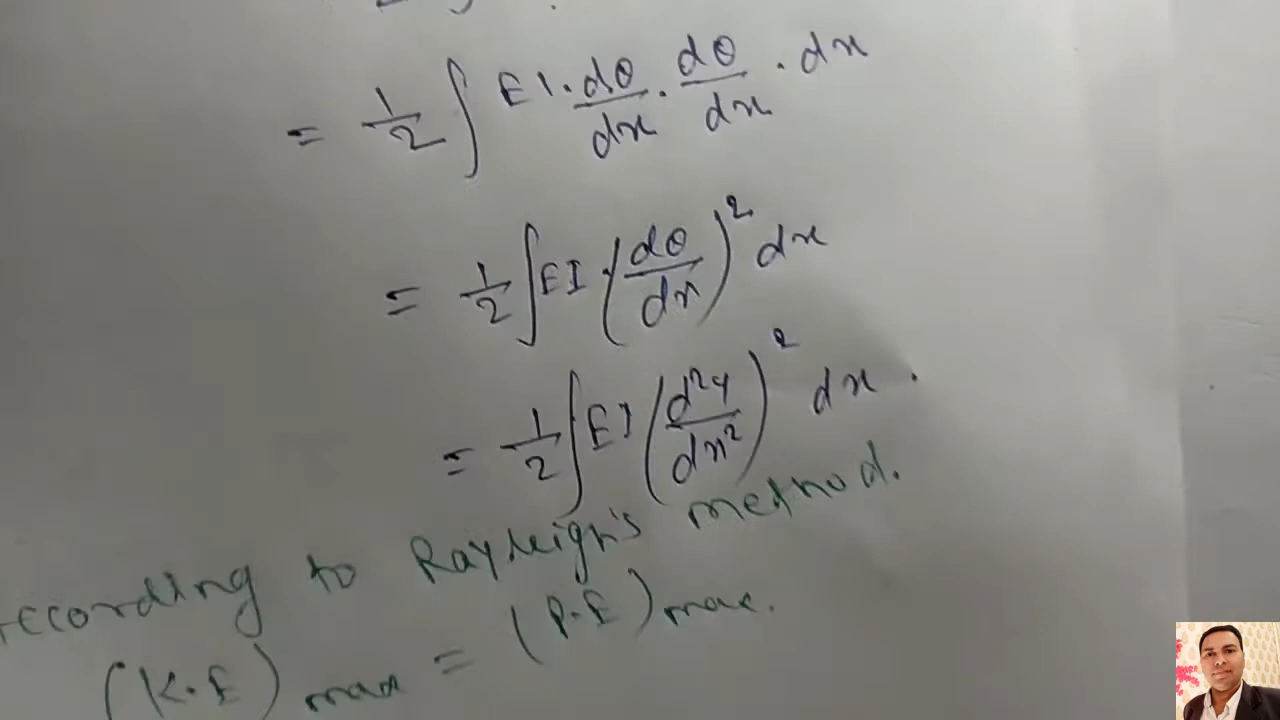 = 1/2 ∫ EI · dθ/dx · dθ/dx · dx
= 1/2 ∫ EI · (dθ/dx)² dx
= 1/2 ∫ EI (d²y/dx²)² dx .
According to Rayleigh's method.
(K.E)max = (P.E)max.